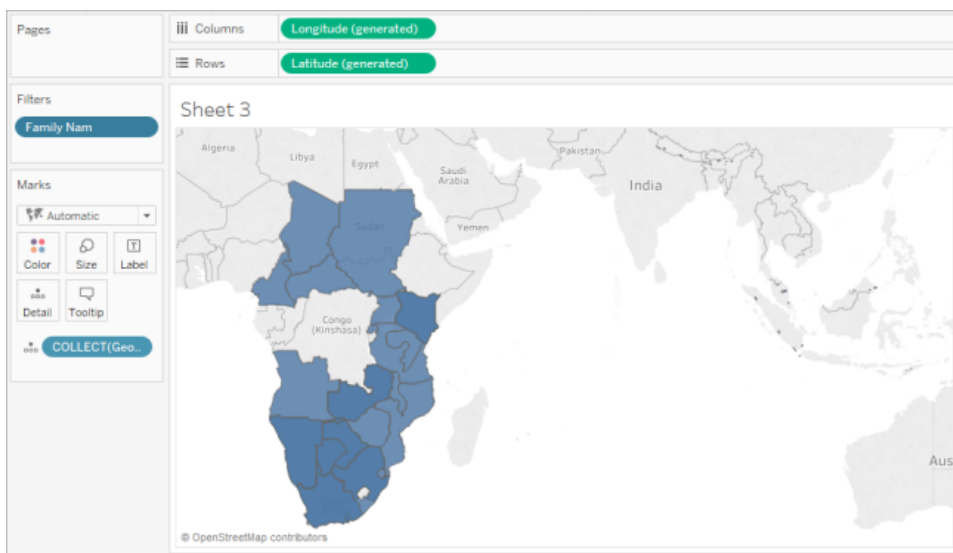 Pages
Columns
Longitude (generated)
Rows
Latitude (generated)
Filters
Family Nam
Marks
Automatic
Color
Size
Label
Detail
Tooltip
COLLECT(Geo..
Sheet 3
Algeria
Libya
Egypt
Saudi
Arabia
Pakistan
India
Sudan
Yemen
Congo
(Kinshasa)
Aus
© OpenStreetMap contributors